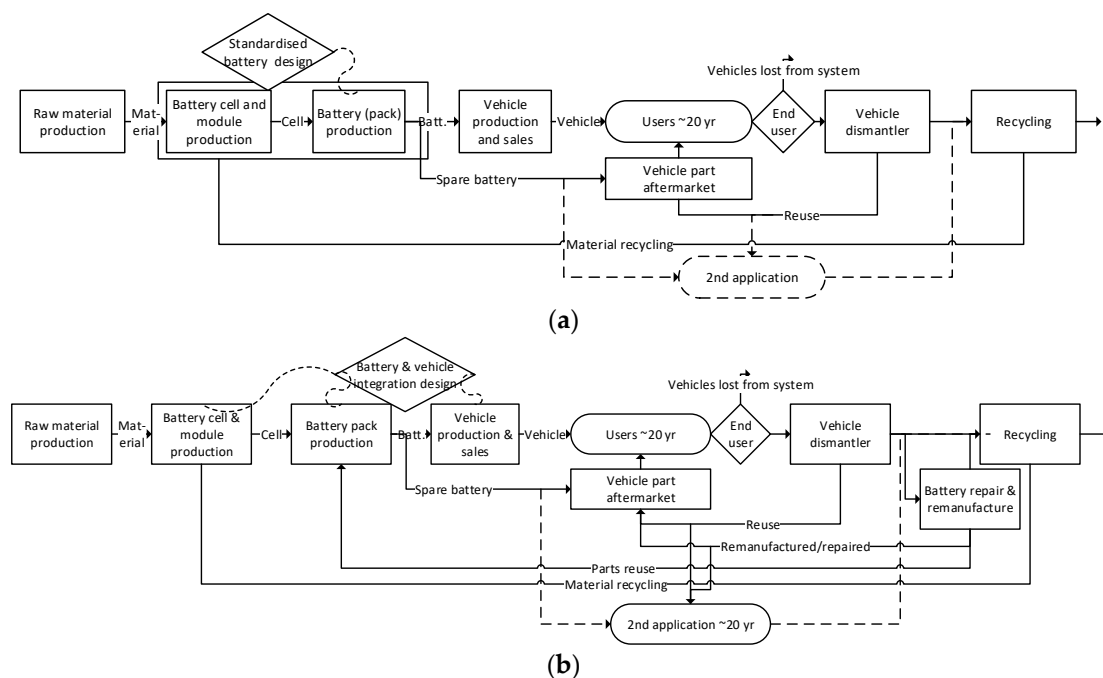 Standardised
battery design
Vehicles lost from system
Raw material
production
Mat-
erial
Battery cell and
module
production
Cell
Battery (pack)
production
Batt.
Vehicle
production
and sales
Vehicle
Users ~20 yr
End
user
Vehicle
dismantler
Recycling
Spare battery
Vehicle part
aftermarket
Reuse
Material recycling
2nd application
(a)
Battery & vehicle
integration design
Vehicles lost from system
Raw material
production
Mat-
erial
Battery cell &
module
production
Cell
Battery pack
production
Batt.
Vehicle
production &
sales
Vehicle
Users ~20 yr
End
user
Vehicle
dismantler
Recycling
Spare battery
Vehicle part
aftermarket
Battery repair &
remanufacture
Reuse
Remanufactured/repaired
Parts reuse
Material recycling
2nd application ~20 yr
(b)